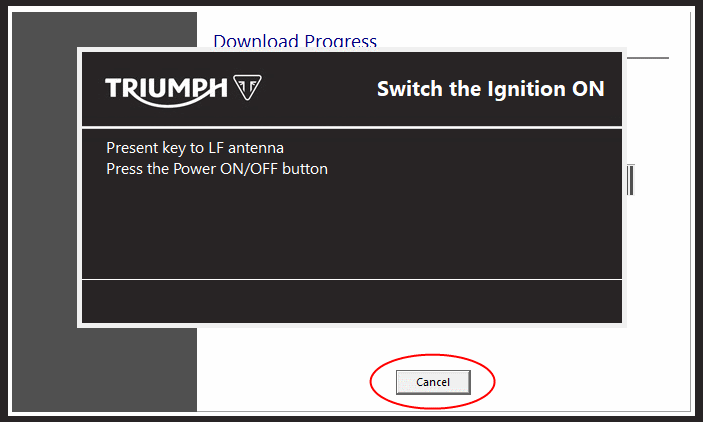 Download Progress
TRIUMPH
Switch the Ignition ON
Present key to LF antenna
Press the Power ON/OFF button
Cancel